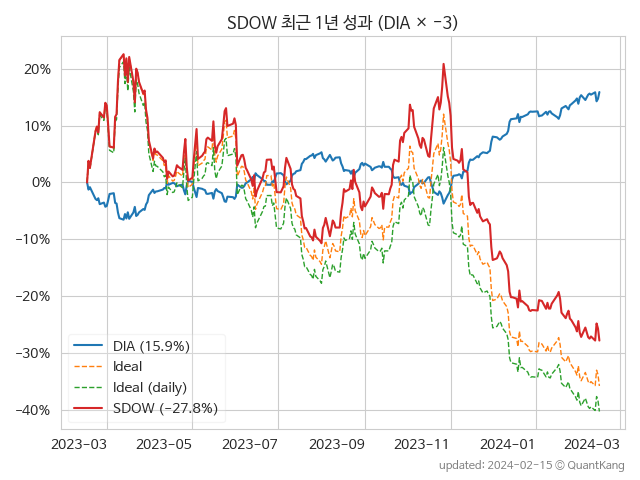 SDOW 최근 1년 성과 (DIA × −3)
20%
10%
0%
−10%
−20%
−30%
−40%
DIA (15.9%)
Ideal
Ideal (daily)
SDOW (−27.8%)
2023−03 2023−05 2023−07 2023−09 2023−11 2024−01 2024−03
updated: 2024-02-15 © QuantKang